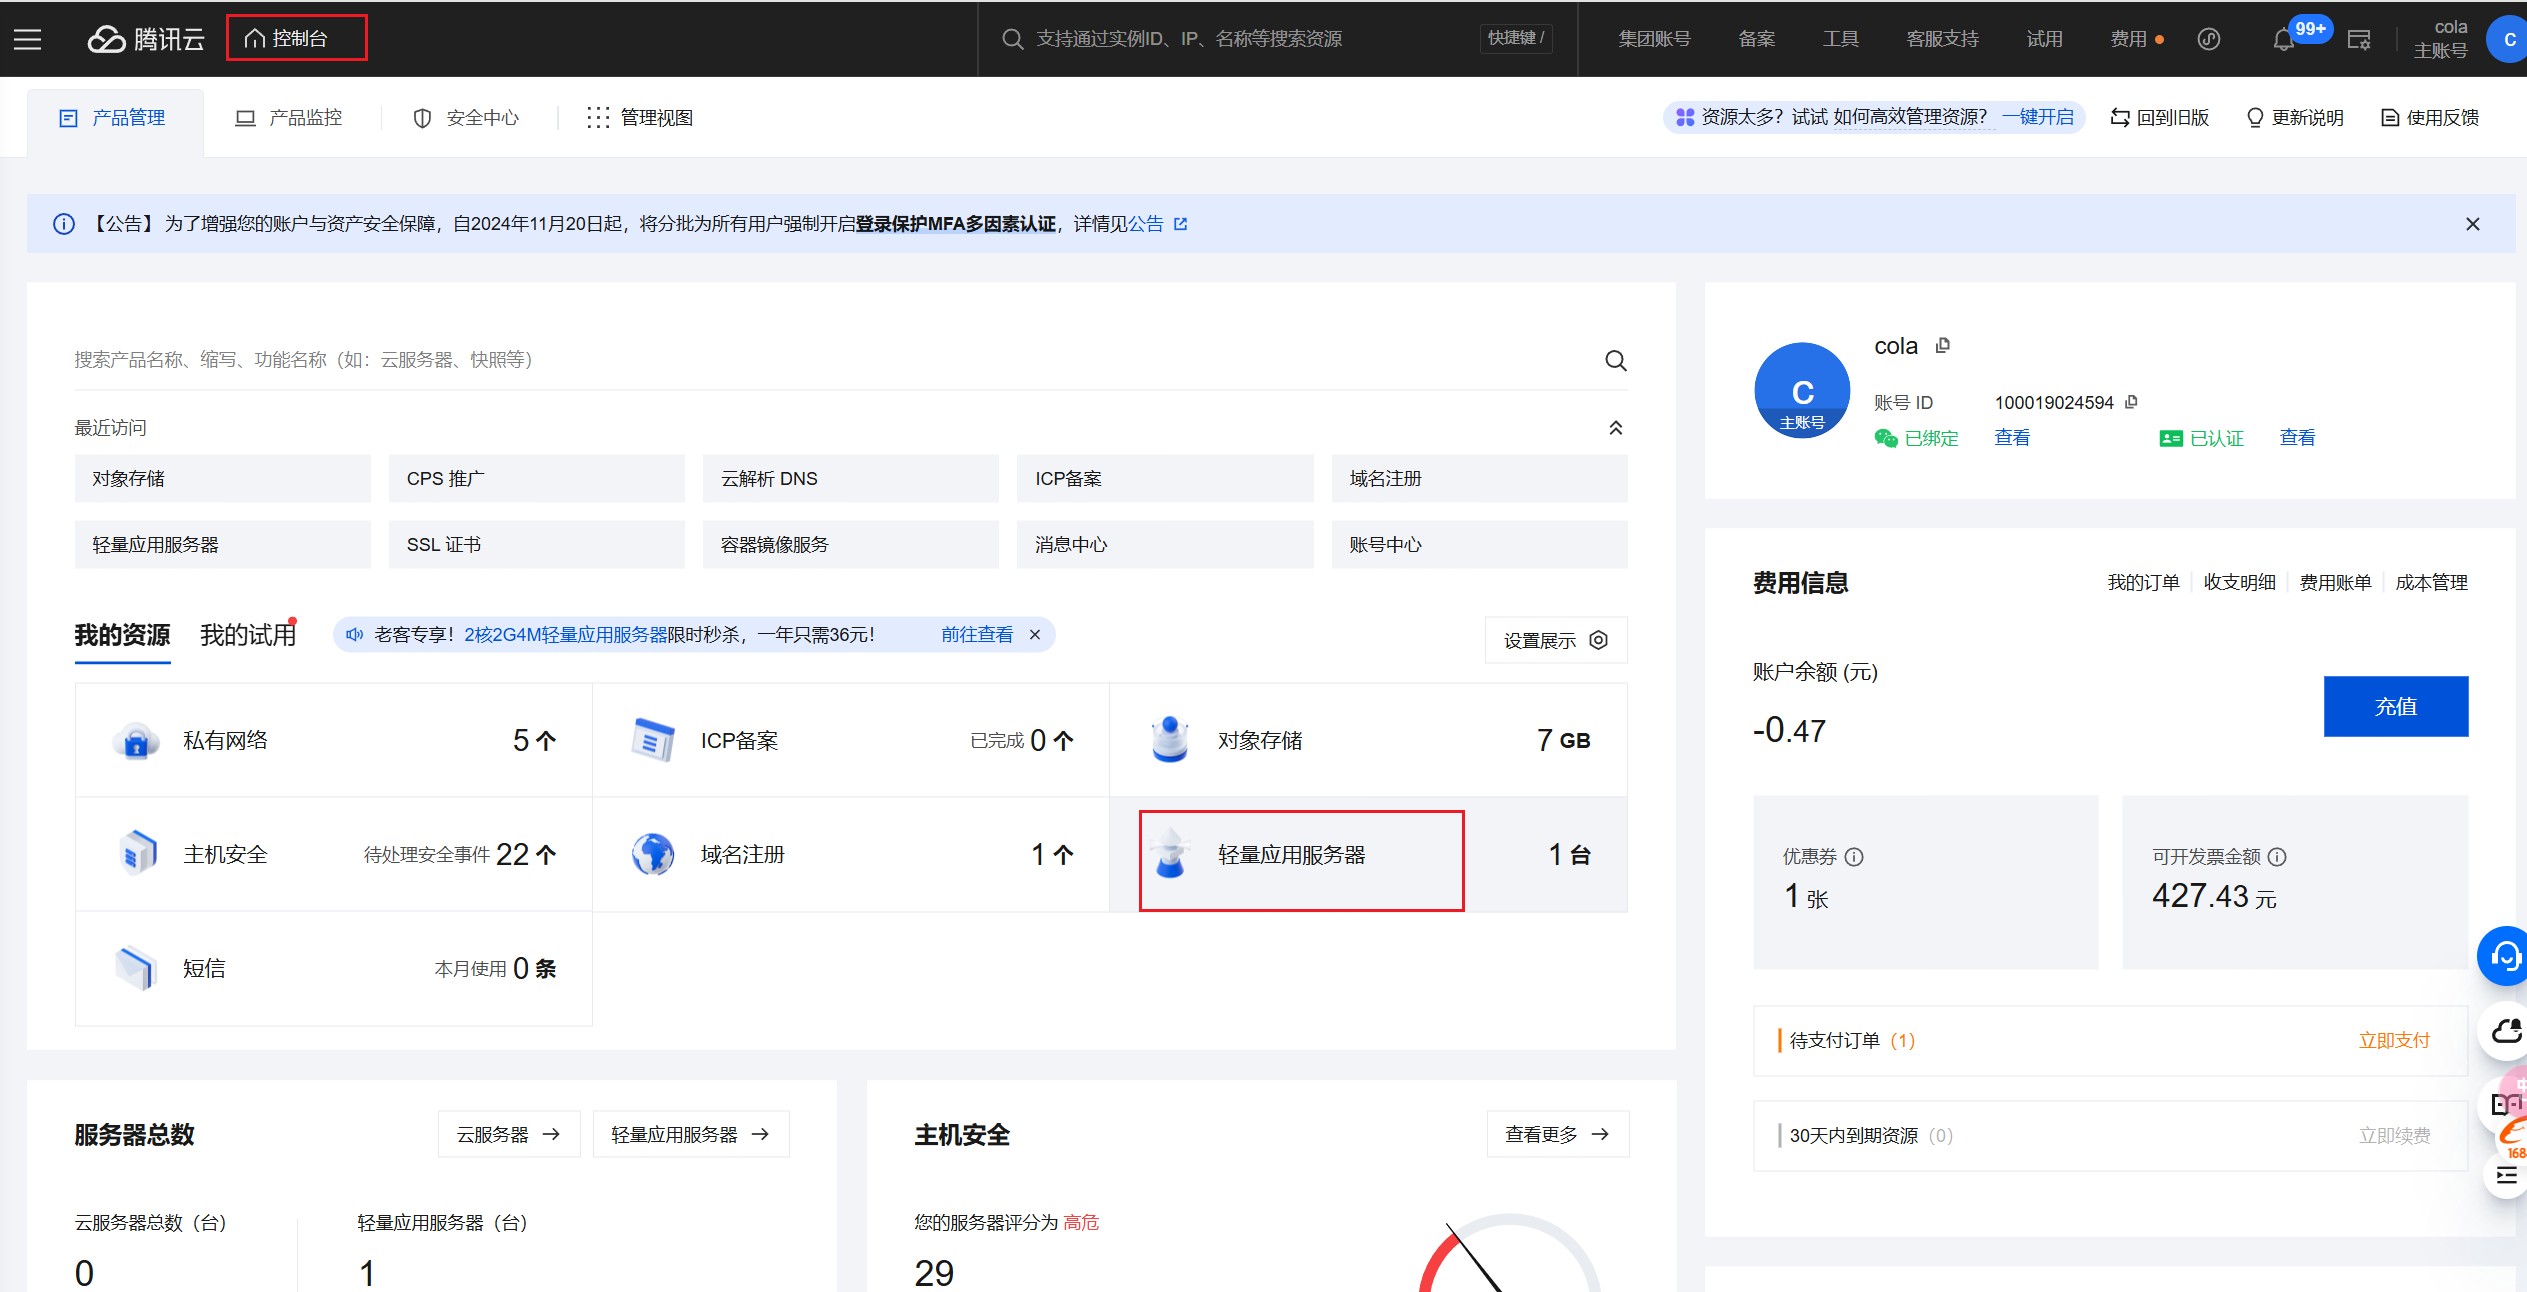 腾讯云
控制台
支持通过实例ID、IP、名称等搜索资源
快捷键 /
集团账号
备案
工具
客服支持
试用
费用
99+
cola
主账号
C
产品管理
产品监控
安全中心
管理视图
资源太多？试试 如何高效管理资源？ 一键开启
回到旧版
更新说明
使用反馈
【公告】为了增强您的账户与资产安全保障，自2024年11月20日起，将分批为所有用户强制开启登录保护MFA多因素认证，详情见公告
搜索产品名称、缩写、功能名称（如：云服务器、快照等）
最近访问
对象存储
CPS 推广
云解析 DNS
ICP备案
域名注册
轻量应用服务器
SSL 证书
容器镜像服务
消息中心
账号中心
我的资源
我的试用
老客专享！2核2G4M轻量应用服务器限时秒杀，一年只需36元！ 前往查看
设置展示
私有网络 5 个
ICP备案 已完成 0 个
对象存储 7 GB
主机安全 待处理安全事件 22 个
域名注册 1 个
轻量应用服务器 1 台
短信 本月使用 0 条
服务器总数
云服务器
轻量应用服务器
云服务器总数（台）
0
轻量应用服务器（台）
1
主机安全
查看更多
您的服务器评分为 高危
29
C
主账号
cola
账号 ID 100019024594
已绑定 查看
已认证 查看
费用信息
我的订单
收支明细
费用账单
成本管理
账户余额 (元)
-0.47
充值
优惠券
1 张
可开发票金额
427.43 元
待支付订单（1）
立即支付
30天内到期资源（0）
立即续费
168